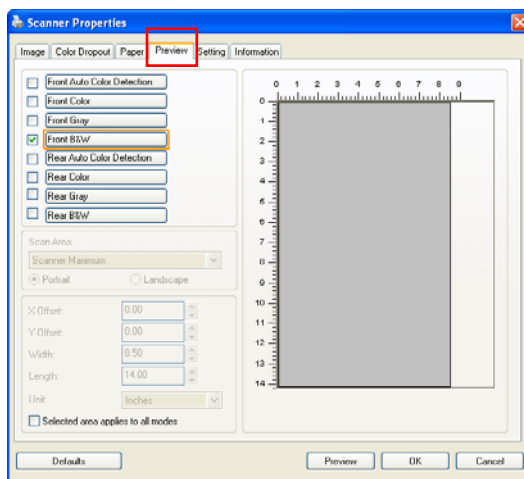 Scanner Properties
Image Color Dropout Paper Preview Setting Information
Front Auto Color Detection
Front Color
Front Gray
Front B&W
Rear Auto Color Detection
Rear Color
Rear Gray
Rear B&W
Scan Area:
Scanner Maximum
Portrait Landscape
X Offset: 0.00
Y Offset: 0.00
Width: 8.50
Length: 14.00
Unit: Inches
Selected area applies to all modes
0 1 2 3 4 5 6 7 8 9
0
1
2
3
4
5
6
7
8
9
10
11
12
13
14
Defaults Preview OK Cancel